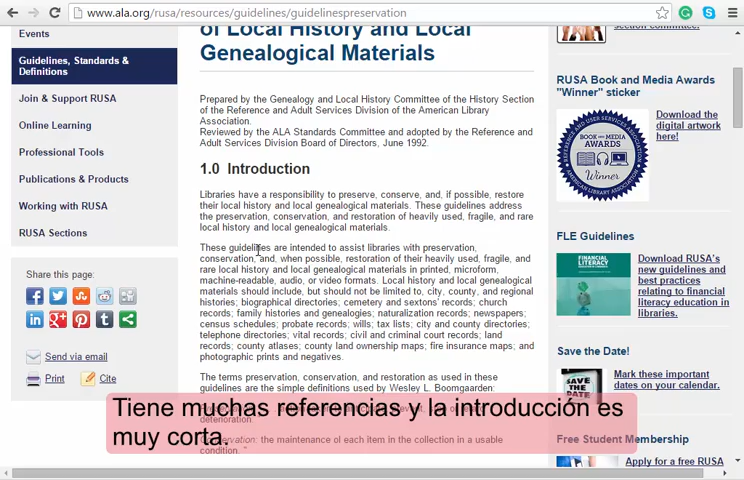 www.ala.org/rusa/resources/guidelines/guidelinespreservation
Events
Guidelines, Standards &
Definitions
Join & Support RUSA
Online Learning
Professional Tools
Publications & Products
Working with RUSA
RUSA Sections
Share this page:
Send via email
Print
Cite
of Local History and Local
Genealogical Materials
Prepared by the Genealogy and Local History Committee of the History Section
of the Reference and Adult Services Division of the American Library
Association.
Reviewed by the ALA Standards Committee and adopted by the Reference and
Adult Services Division Board of Directors, June 1992.
1.0 Introduction
Libraries have a responsibility to preserve, conserve, and, if possible, restore
their local history and local genealogical materials. These guidelines address
the preservation, conservation, and restoration of heavily used, fragile, and rare
local history and local genealogical materials.
These guidelines are intended to assist libraries with preservation,
conservation, and, when possible, restoration of their heavily used, fragile, and
rare local history and local genealogical materials in printed, microform,
machine-readable, audio, or video formats. Local history and local genealogical
materials should include, but should not be limited to, city, county, and regional
histories; biographical directories; cemetery and sextons' records; church
records; family histories and genealogies; naturalization records; newspapers;
census schedules; probate records; wills; tax lists; city and county directories;
telephone directories; vital records; civil and criminal court records; land
records; county atlases; county land ownership maps; fire insurance maps; and
photographic prints and negatives.
The terms preservation, conservation, and restoration as used in these
guidelines are the simple definitions used by Wesley L. Boomgaarden:
deterioration
Conservation: the maintenance of each item in the collection in a usable
condition. "
section committee.
RUSA Book and Media Awards
"Winner" sticker
BOOK AND MEDIA
AWARDS
Winner
Download the
digital artwork
here!
FLE Guidelines
FINANCIAL
LITERACY
Download RUSA's
new guidelines and
best practices
relating to financial
literacy education in
libraries.
Save the Date!
SAVE
THE
DATE
Mark these important
dates on your calendar.
Free Student Membership
Apply for a free RUSA
Tiene muchas referencias y la introducción es
muy corta.